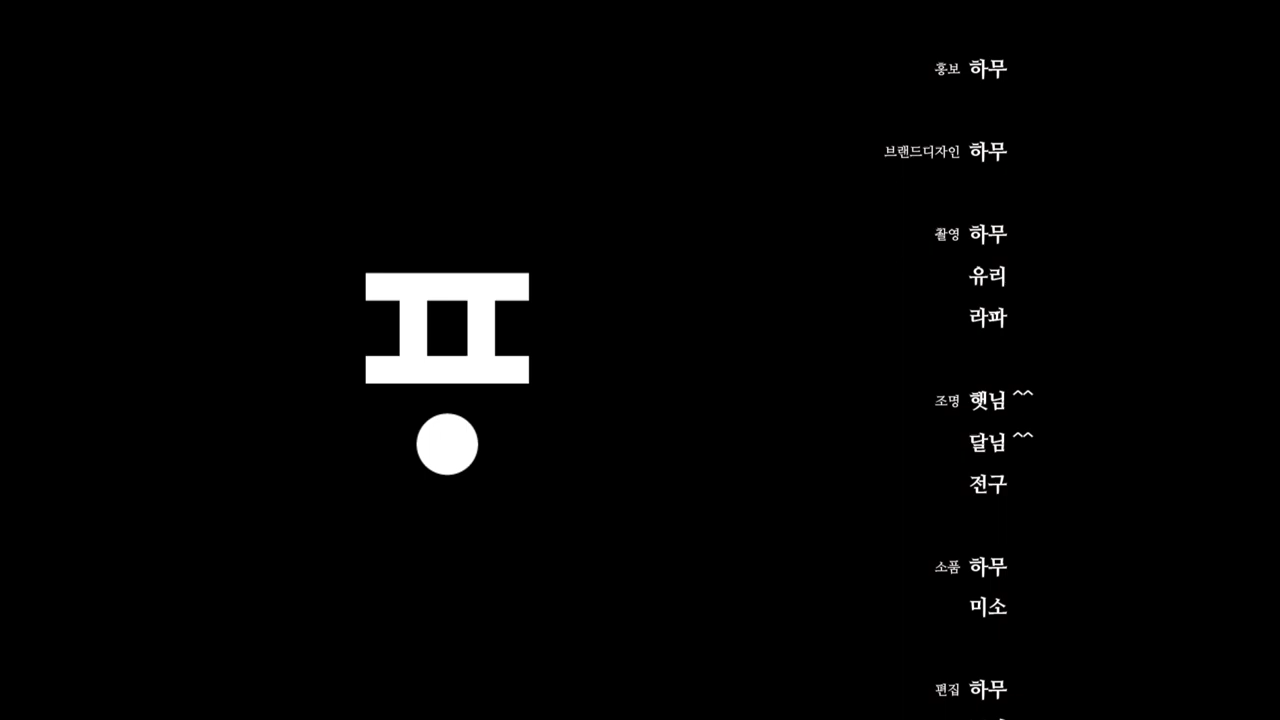 홍보 하무
브랜드디자인 하무
촬영 하무
유리
라파
조명 햇님 ^^
달님 ^^
전구
소품 하무
미소
편집 하무